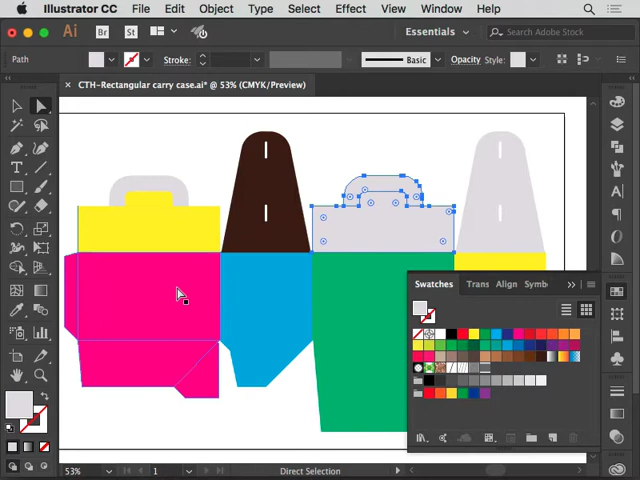 Illustrator CC File Edit Object Type Select Effect View Window Help
Ai Br St Essentials Search Adobe Stock
Path Stroke: Basic Opacity Style:
× CTH-Rectangular carry case.ai* @ 53% (CMYK/Preview)
Swatches Trans Align Symb
53% 1 Direct Selection